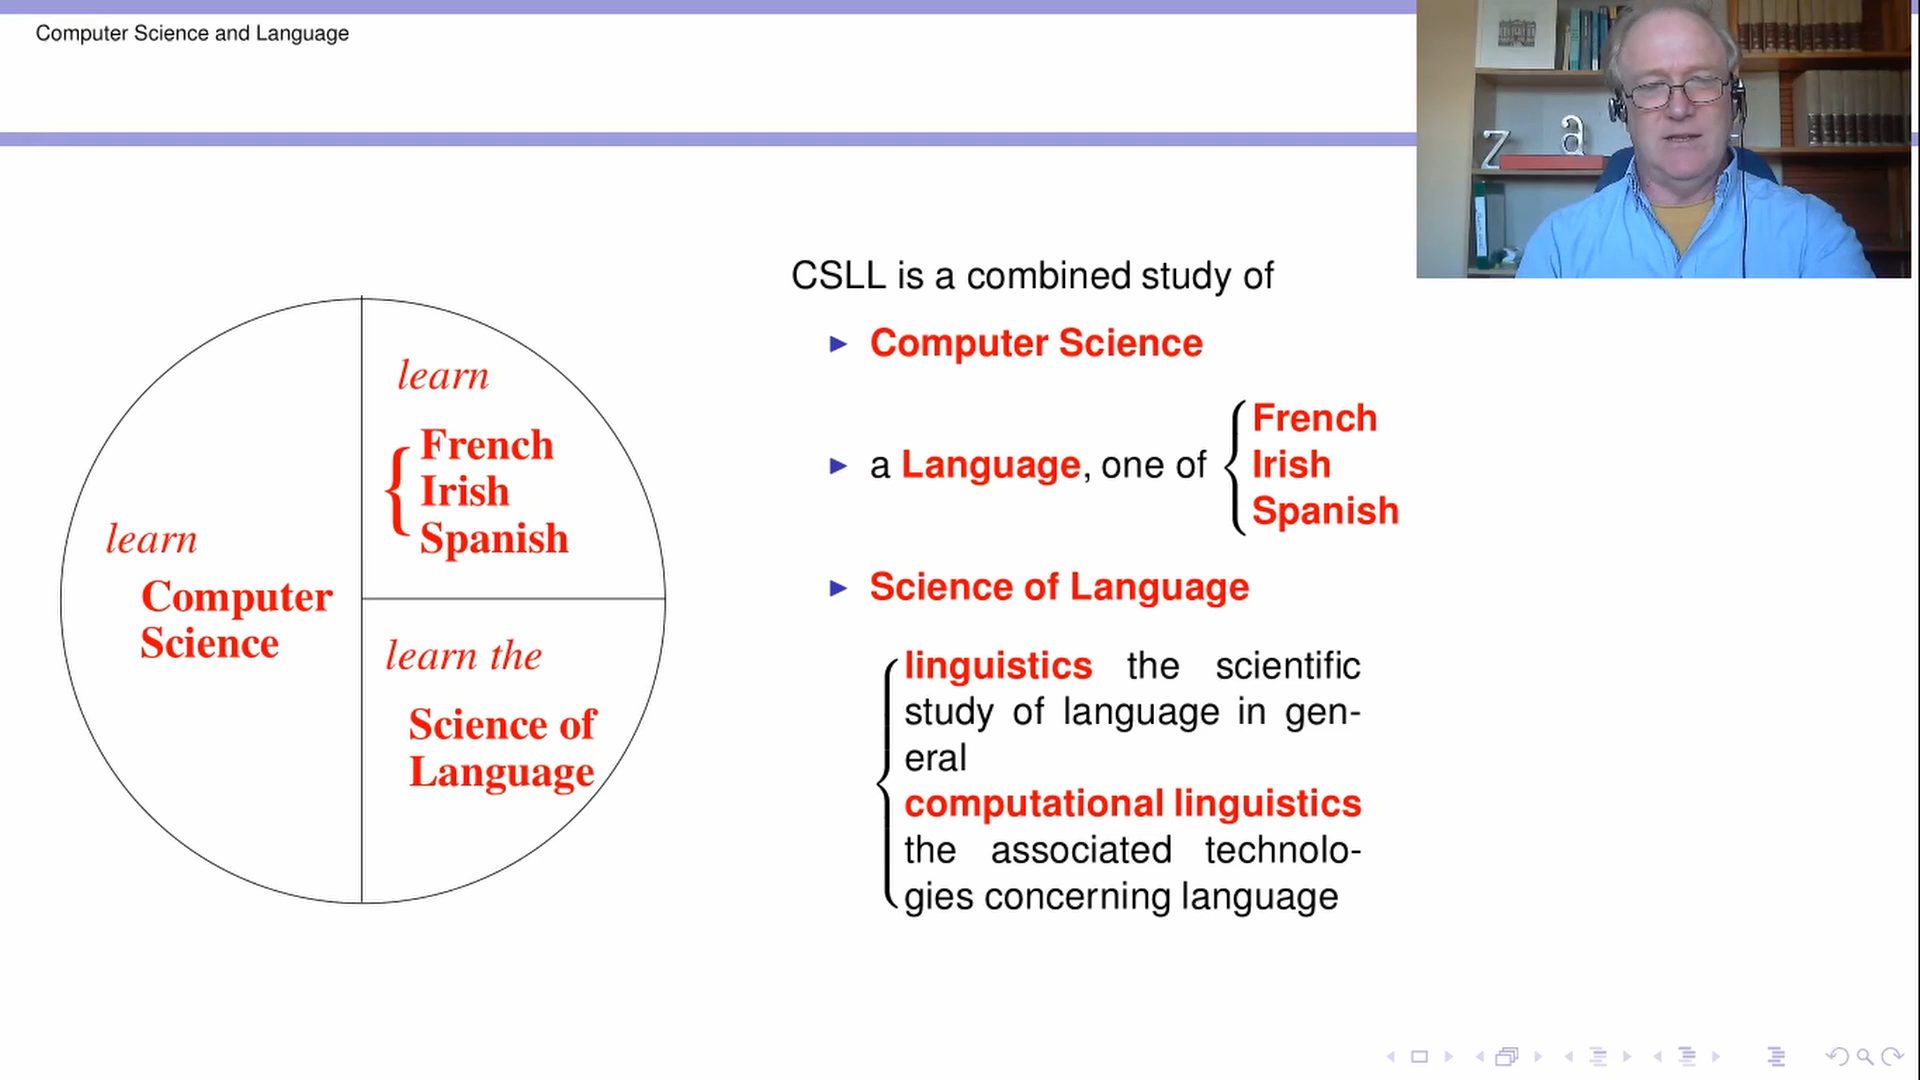 Computer Science and Language
z a
learn
French
Irish
Spanish
learn
Computer
Science
learn the
Science of
Language
CSLL is a combined study of
Computer Science
a Language, one of
French
Irish
Spanish
Science of Language
linguistics the scientific
study of language in gen-
eral
computational linguistics
the associated technolo-
gies concerning language